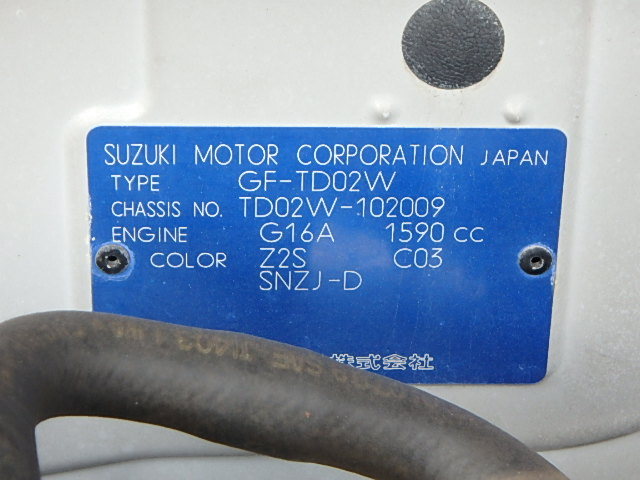 SUZUKI MOTOR CORPORATION JAPAN
TYPE GF-TD02W
CHASSIS NO. TD02W-102009
ENGINE G16A 1590 CC
COLOR Z2S C03
SNZJ-D
株式会社